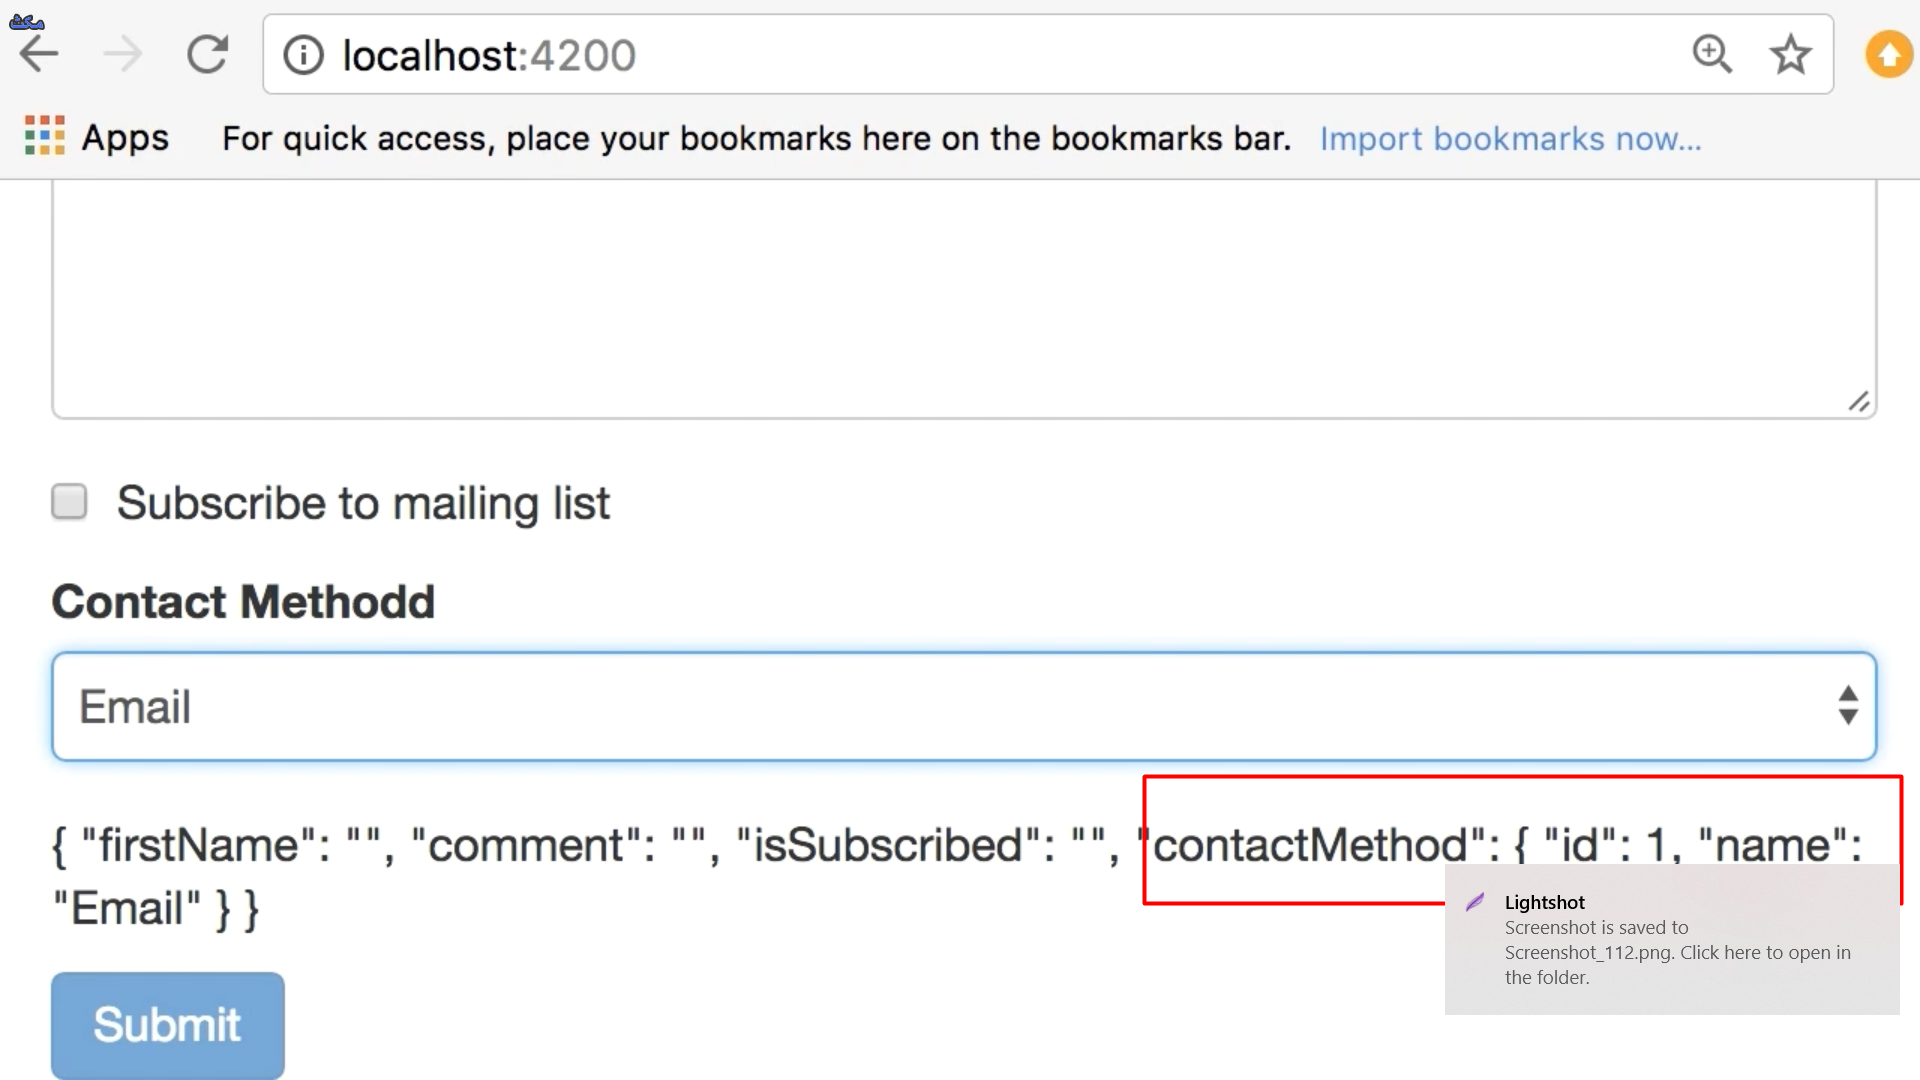 مکث
localhost:4200
Apps For quick access, place your bookmarks here on the bookmarks bar. Import bookmarks now...
Subscribe to mailing list
Contact Methodd
Email
{ "firstName": "", "comment": "", "isSubscribed": "", "contactMethod": { "id": 1, "name":
"Email" } }
Lightshot
Screenshot is saved to
Screenshot_112.png. Click here to open in
the folder.
Submit